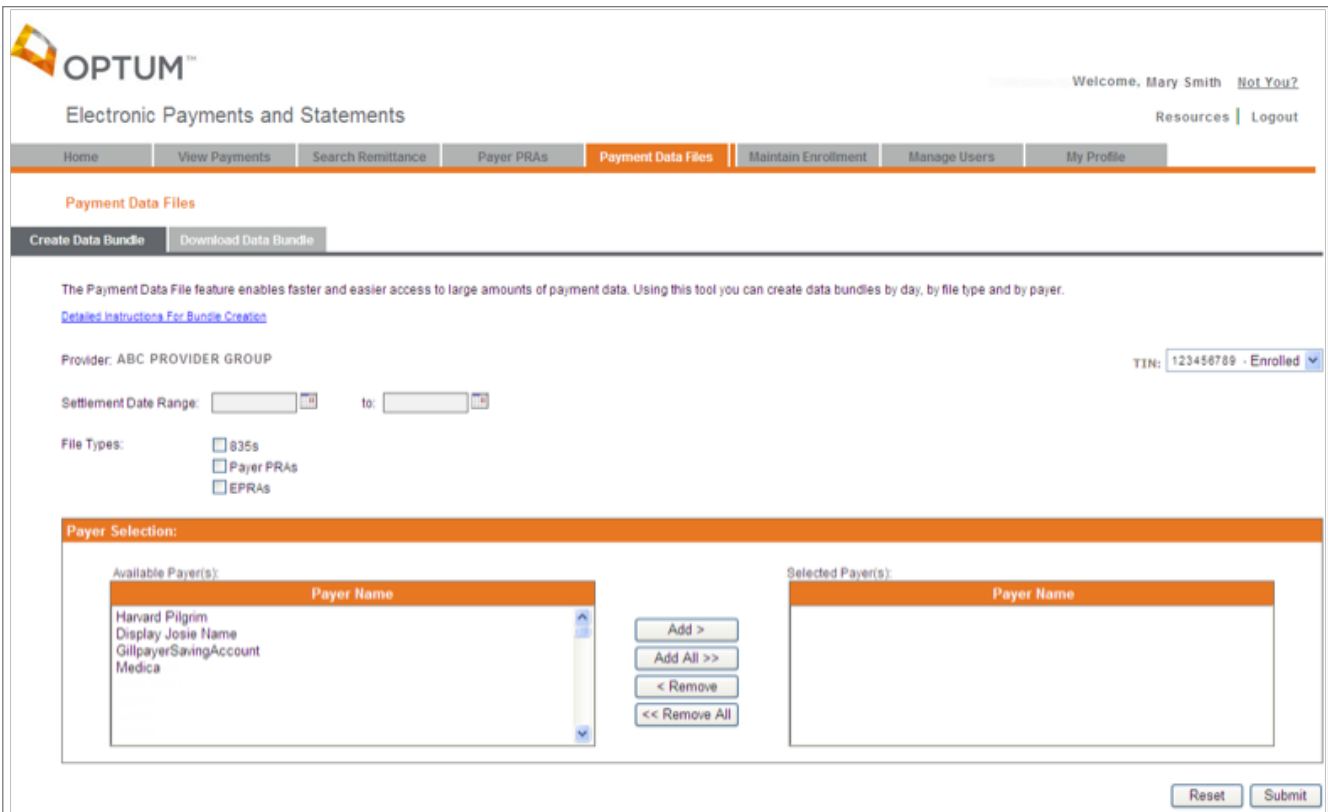 OPTUM™
Welcome, Mary Smith Not You?
Electronic Payments and Statements
Resources | Logout
Home View Payments Search Remittance Payer PRAs Payment Data Files Maintain Enrollment Manage Users My Profile
Payment Data Files
Create Data Bundle Download Data Bundle
The Payment Data File feature enables faster and easier access to large amounts of payment data. Using this tool you can create data bundles by day, by file type and by payer.
Detailed Instructions For Bundle Creation
Provider: ABC PROVIDER GROUP TIN: 123456789 - Enrolled
Settlement Date Range: to:
File Types: 835s
Payer PRAs
EPRAs
Payer Selection:
Available Payer(s): Selected Payer(s):
Payer Name Payer Name
Harvard Pilgrim
Display Josie Name
GillpayerSavingAccount
Medica
Add >
Add All >>
< Remove
<< Remove All
Reset Submit